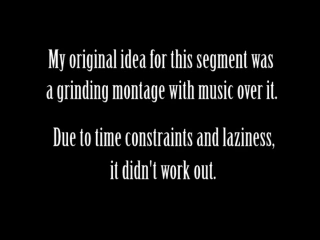 My original idea for this segment was
a grinding montage with music over it.
Due to time constraints and laziness,
it didn't work out.